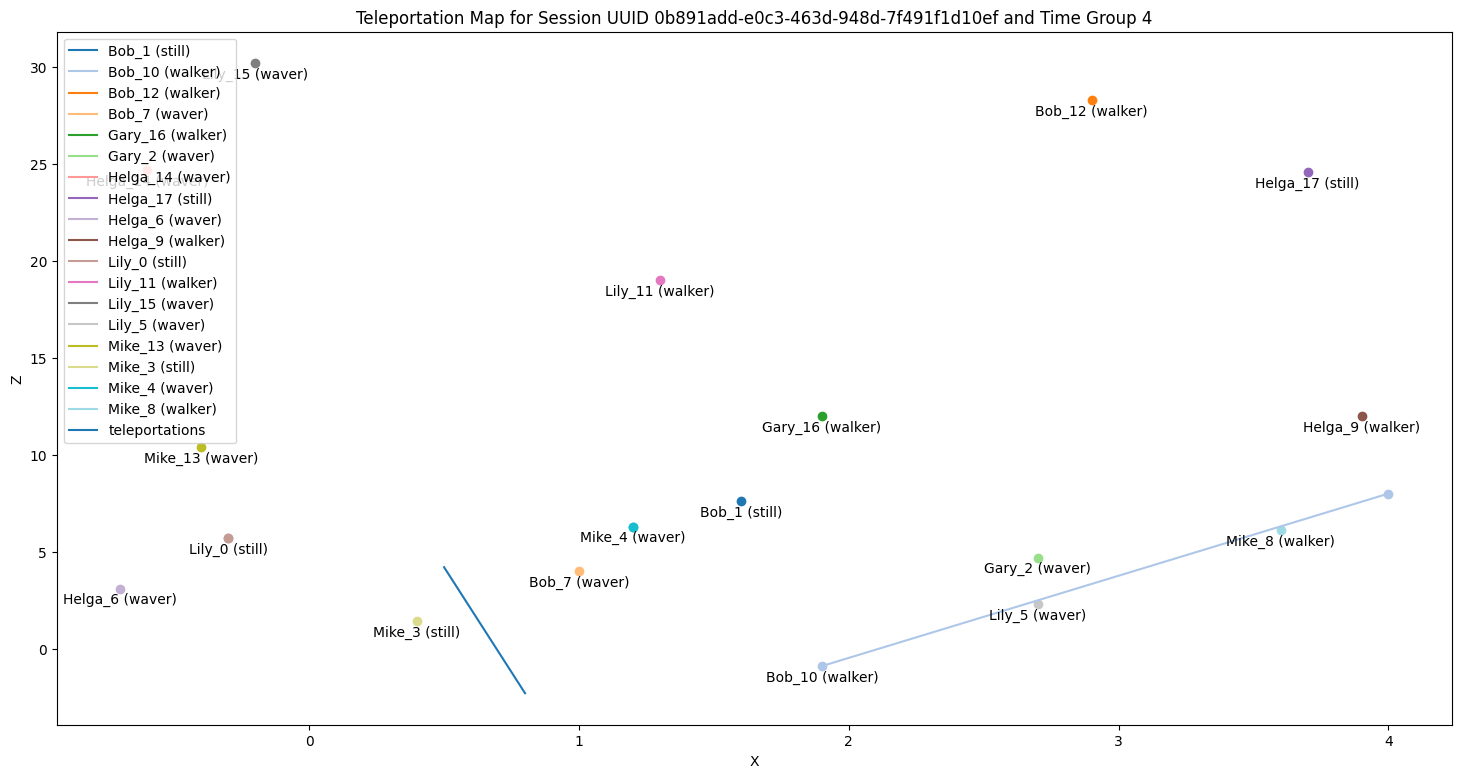 Teleportation Map for Session UUID 0b891add-e0c3-463d-948d-7f491f1d10ef and Time Group 4
Bob_1 (still)
Bob_10 (walker)
Bob_12 (walker)
Bob_7 (waver)
Gary_16 (walker)
Gary_2 (waver)
Helga_14 (waver)
Helga_17 (still)
Helga_6 (waver)
Helga_9 (walker)
Lily_0 (still)
Lily_11 (walker)
Lily_15 (waver)
Lily_5 (waver)
Mike_13 (waver)
Mike_3 (still)
Mike_4 (waver)
Mike_8 (walker)
teleportations
Lily_15 (waver)
Bob_12 (walker)
Helga_14 (waver)
Helga_17 (still)
Lily_11 (walker)
Gary_16 (walker)
Helga_9 (walker)
Mike_13 (waver)
Bob_1 (still)
Mike_4 (waver)
Lily_0 (still)
Mike_8 (walker)
Gary_2 (waver)
Bob_7 (waver)
Helga_6 (waver)
Lily_5 (waver)
Mike_3 (still)
Bob_10 (walker)
30
25
20
15
10
5
0
Z
0 1 2 3 4
X